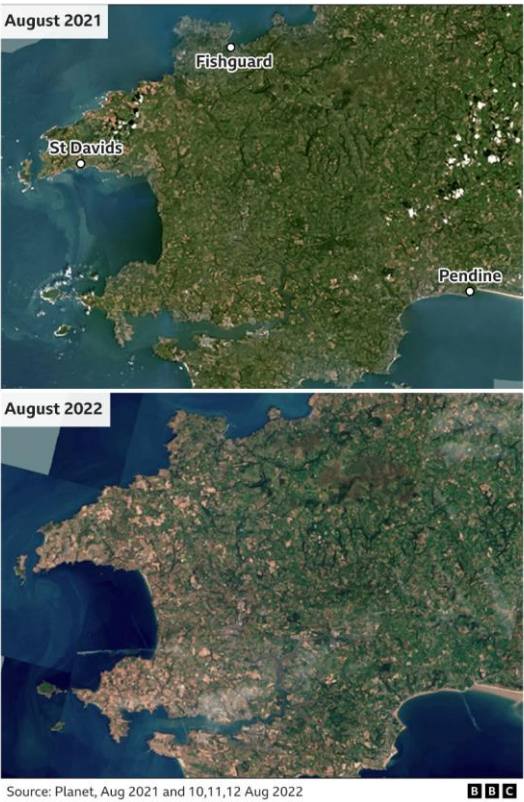 August 2021
Fishguard
St Davids
Pendine
August 2022
Source: Planet, Aug 2021 and 10,11,12 Aug 2022
BBC